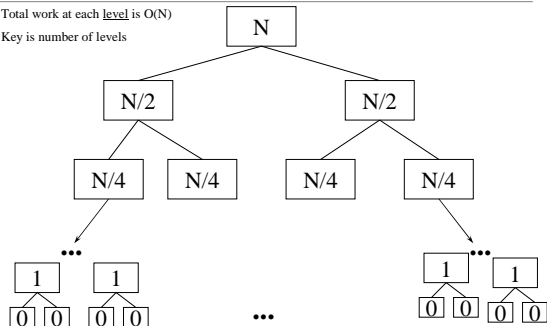 Total work at each level is O(N)
Key is number of levels
N
N/2 N/2
N/4 N/4 N/4 N/4
... ...
1 1 1 1
0 0 0 0 ... 0 0 0 0